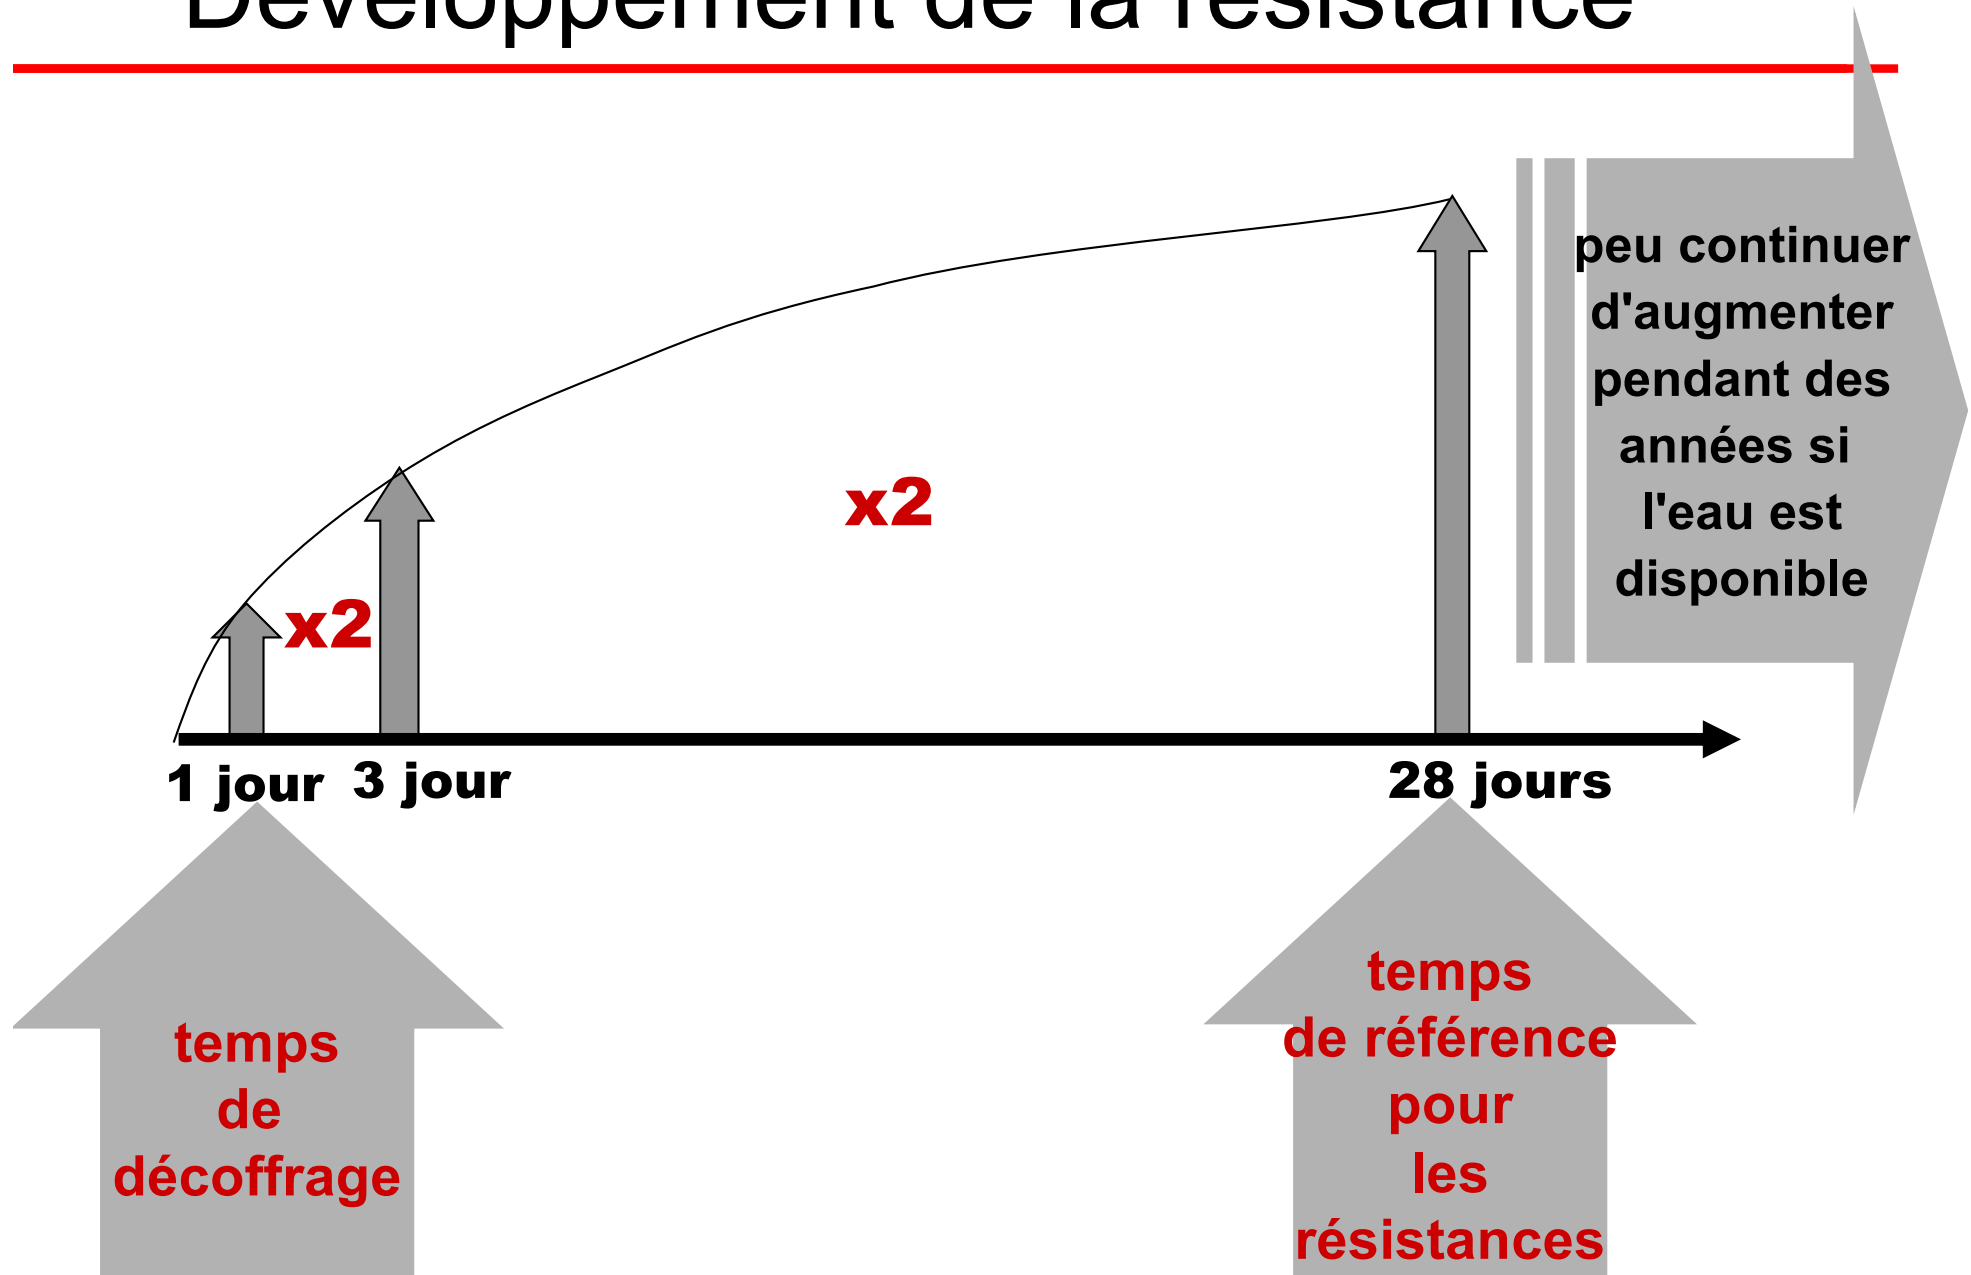 Développement de la résistance
peu continuer
d'augmenter
pendant des
années si
l'eau est
disponible
x2
x2
1 jour
3 jour
28 jours
temps
de
décoffrage
temps
de référence
pour
les
résistances